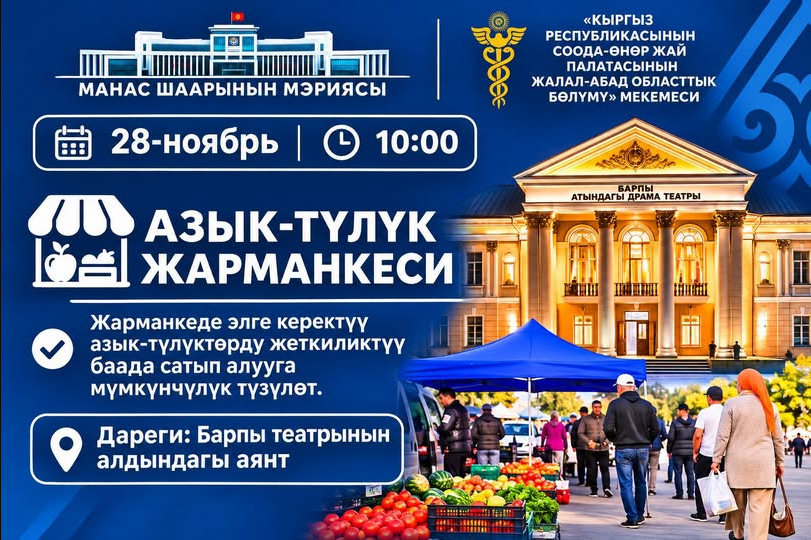 МАНАС ШААРЫНЫН МЭРИЯСЫ
«КЫРГЫЗ
РЕСПУБЛИКАСЫНЫН
СООДА-ӨНӨР ЖАЙ
ПАЛАТАСЫНЫН
ЖАЛАЛ-АБАД ОБЛАСТТЫК
БӨЛҮМҮ» МЕКЕМЕСИ
28-ноябрь
10:00
АЗЫК-ТҮЛҮК
ЖАРМАНКЕСИ
Жарманкеде элге керектүү
азык-түлүктөрдү жеткиликтүү
баада сатып алууга
мүмкүнчүлүк түзүлөт.
Дареги: Барпы театрынын
алдындагы аянт
БАРПЫ
АТЫНДАГЫ ДРАМА ТЕАТРЫ